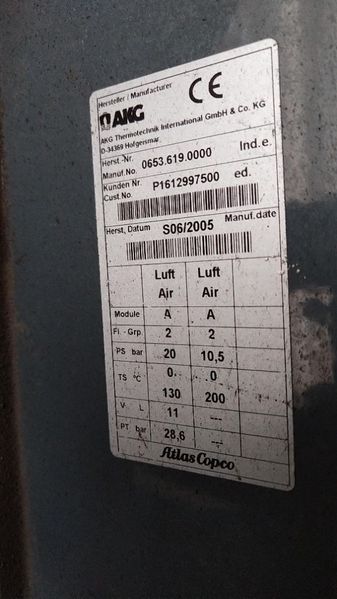 Hersteller / Manufacturer
AKG CE
AKG Thermotechnik International GmbH & Co. KG
D-34369 Hofgeismar
Herst.-Nr.
Manuf.No. 0653.619.0000 Ind.e
Kunden Nr.
Cust.No. P1612997500 ed.
Herst. Datum S06/2005 Manuf.date
Luft Luft
Air Air
Module A A
Fl.- Grp. 2 2
PS bar 20 10,5
TS °C 0 0
130 200
V L 11 ---
PT bar 28,6 ---
Atlas Copco